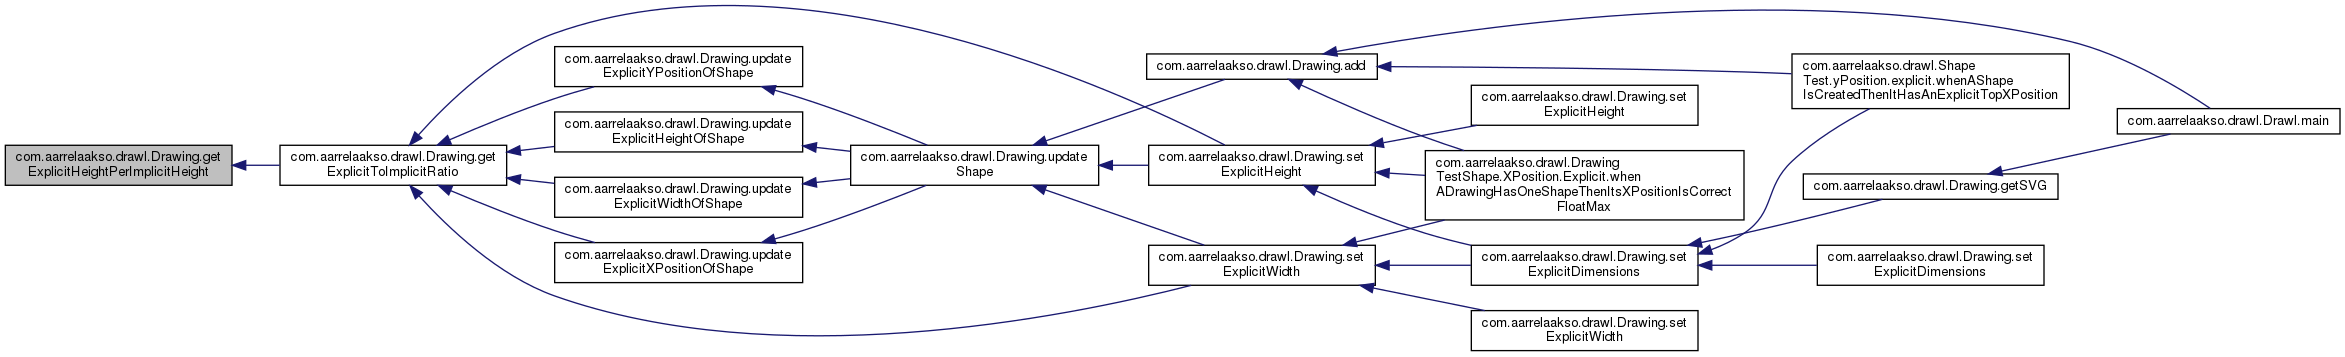 com.aarrelaakso.drawl.Drawing.get
ExplicitHeightPerImplicitHeight
com.aarrelaakso.drawl.Drawing.get
ExplicitToImplicitRatio
com.aarrelaakso.drawl.Drawing.update
ExplicitYPositionOfShape
com.aarrelaakso.drawl.Drawing.update
ExplicitHeightOfShape
com.aarrelaakso.drawl.Drawing.update
ExplicitWidthOfShape
com.aarrelaakso.drawl.Drawing.update
ExplicitXPositionOfShape
com.aarrelaakso.drawl.Drawing.update
Shape
com.aarrelaakso.drawl.Drawing.add
com.aarrelaakso.drawl.Drawing.set
ExplicitHeight
com.aarrelaakso.drawl.Drawing.set
ExplicitWidth
com.aarrelaakso.drawl.Drawing.set
ExplicitHeight
com.aarrelaakso.drawl.Drawing
TestShape.XPosition.Explicit.when
ADrawingHasOneShapeThenItsXPositionIsCorrect
FloatMax
com.aarrelaakso.drawl.Drawing.set
ExplicitDimensions
com.aarrelaakso.drawl.Drawing.set
ExplicitWidth
com.aarrelaakso.drawl.Shape
Test.yPosition.explicit.whenAShape
IsCreatedThenItHasAnExplicitTopXPosition
com.aarrelaakso.drawl.Drawing.getSVG
com.aarrelaakso.drawl.Drawing.set
ExplicitDimensions
com.aarrelaakso.drawl.Drawl.main